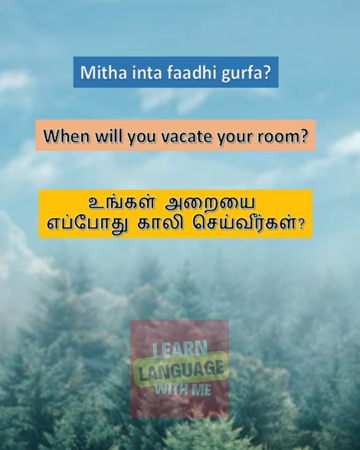 Mitha inta faadhi gurfa?
When will you vacate your room?
உங்கள் அறையை
எப்போது காலி செய்வீர்கள்?
LEARN
LANGUAGE
WITH ME